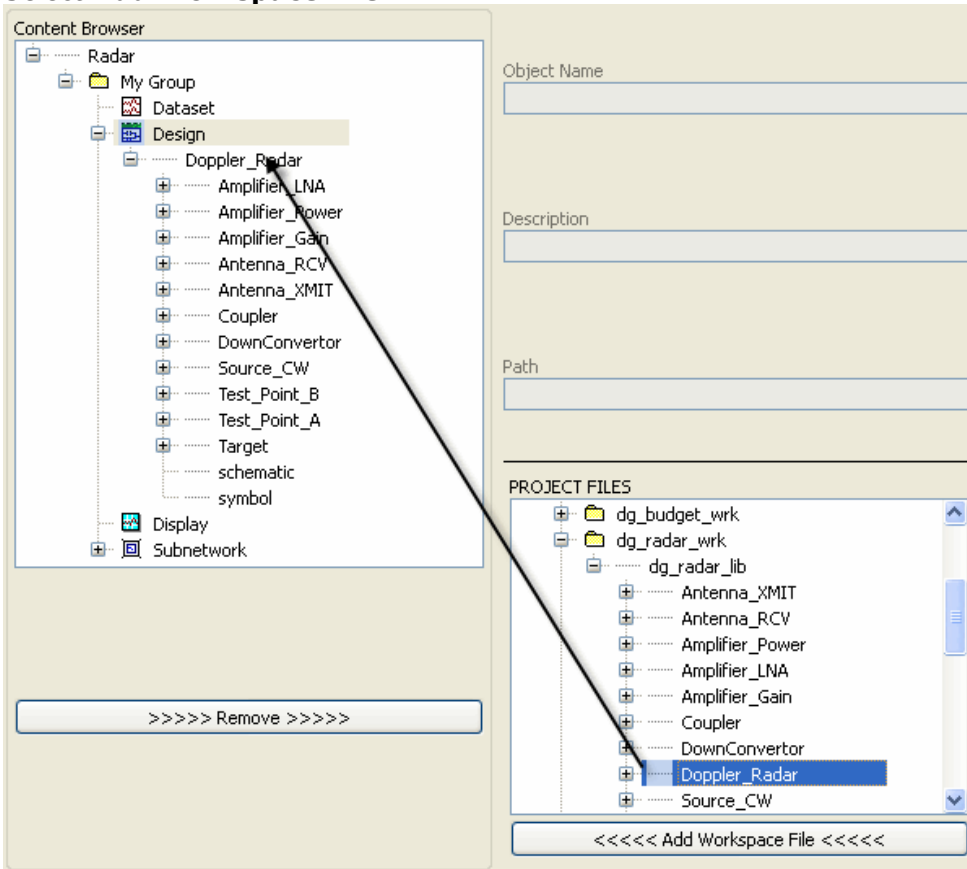 Content Browser
Radar
My Group
Dataset
Design
Doppler_Radar
Amplifier_LNA
Amplifier_Power
Amplifier_Gain
Antenna_RCV
Antenna_XMIT
Coupler
DownConvertor
Source_CW
Test_Point_B
Test_Point_A
Target
schematic
symbol
Display
Subnetwork
>>>>> Remove >>>>>
Object Name
Description
Path
PROJECT FILES
dg_budget_wrk
dg_radar_wrk
dg_radar_lib
Antenna_XMIT
Antenna_RCV
Amplifier_Power
Amplifier_LNA
Amplifier_Gain
Coupler
DownConvertor
Doppler_Radar
Source_CW
<<<<< Add Workspace File <<<<<